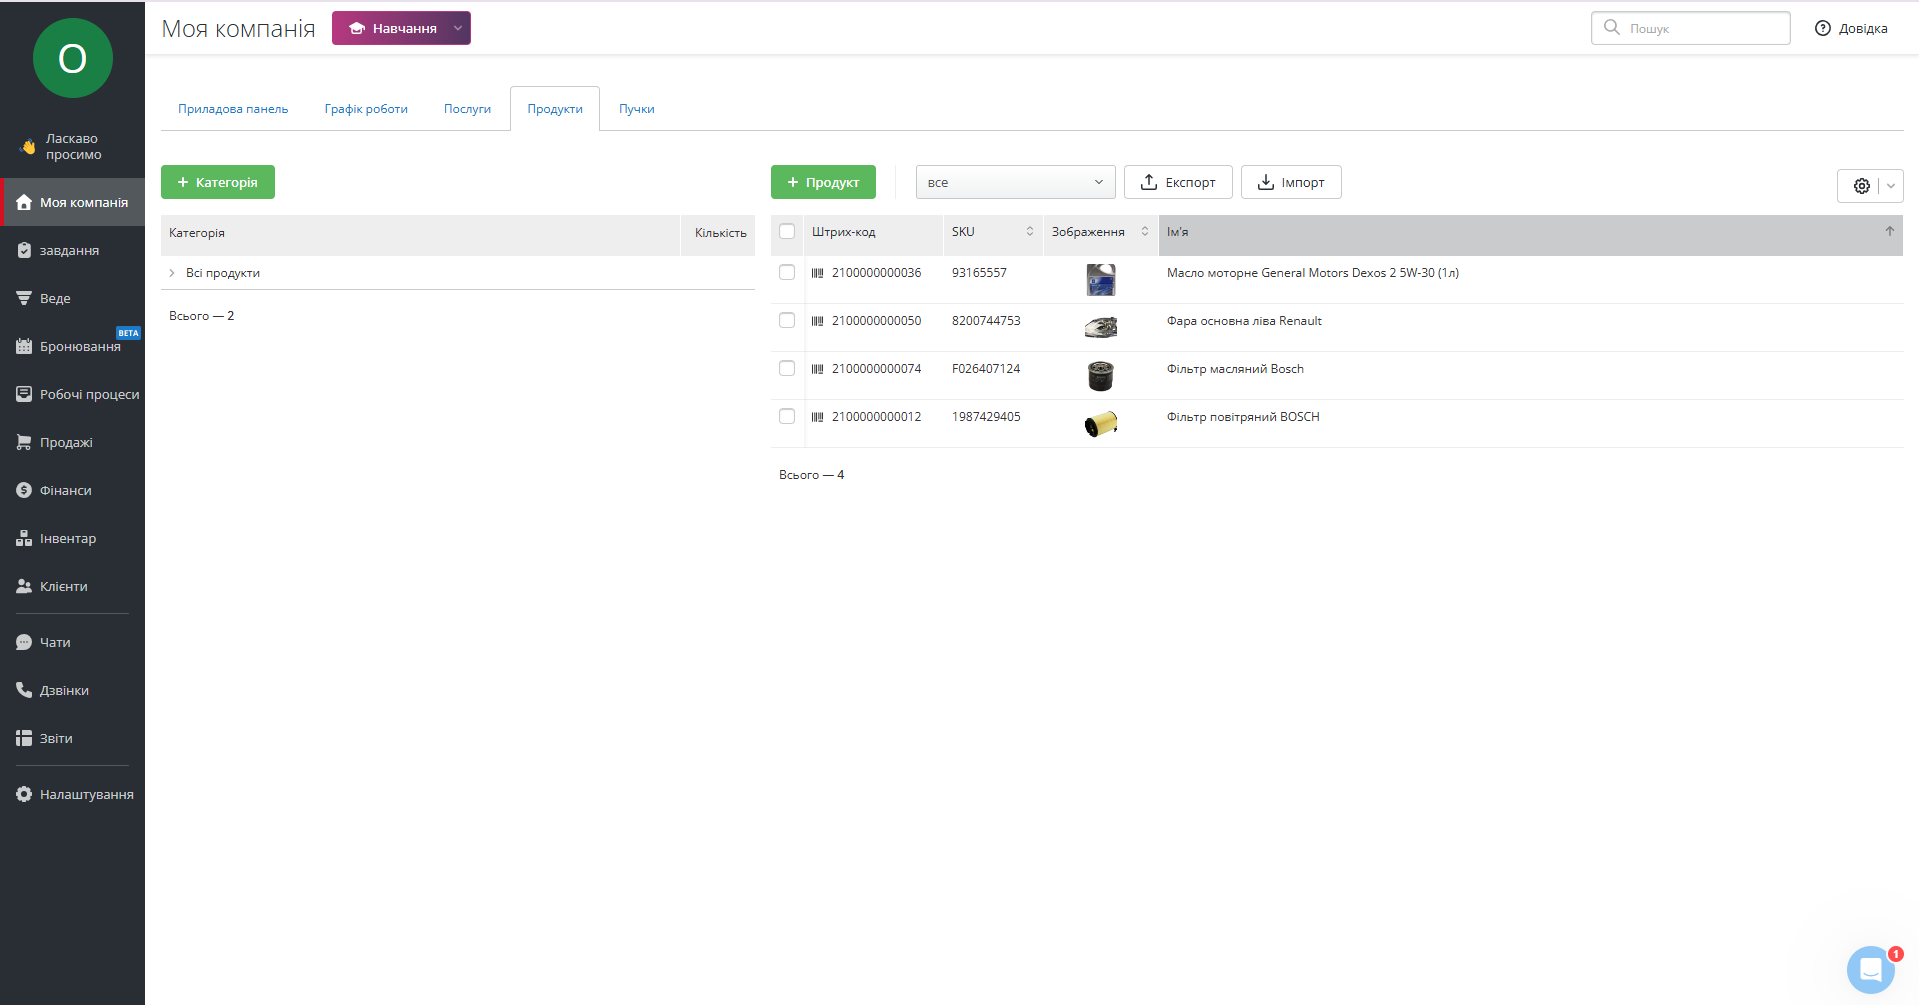 O
Моя компанія
Навчання
Пошук
Довідка
Ласкаво
просимо
Моя компанія
завдання
Веде
BETA
Бронювання
Робочі процеси
Продажі
Фінанси
Інвентар
Клієнти
Чати
Дзвінки
Звіти
Налаштування
Приладова панель
Графік роботи
Послуги
Продукти
Пучки
+ Категорія
Категорія
Кількість
Всі продукти
Всього — 2
+ Продукт
все
Експорт
Імпорт
Штрих-код
SKU
Зображення
Ім'я
2100000000036
93165557
Масло моторне General Motors Dexos 2 5W-30 (1л)
2100000000050
8200744753
Фара основна ліва Renault
2100000000074
F026407124
Фільтр масляний Bosch
2100000000012
1987429405
Фільтр повітряний BOSCH
Всього — 4
1